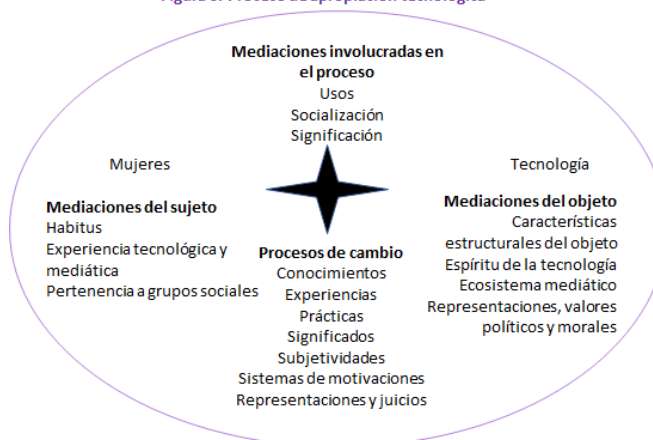 Mediaciones involucradas en
el proceso
Usos
Socialización
Significación
Mujeres
Tecnología
Mediaciones del sujeto
Habitus
Experiencia tecnológica y
mediática
Pertenencia a grupos sociales
Procesos de cambio
Conocimientos
Experiencias
Prácticas
Significados
Subjetividades
Sistemas de motivaciones
Representaciones y juicios
Mediaciones del objeto
Características
estructurales del objeto
Espíritu de la tecnología
Ecosistema mediático
Representaciones, valores
políticos y morales